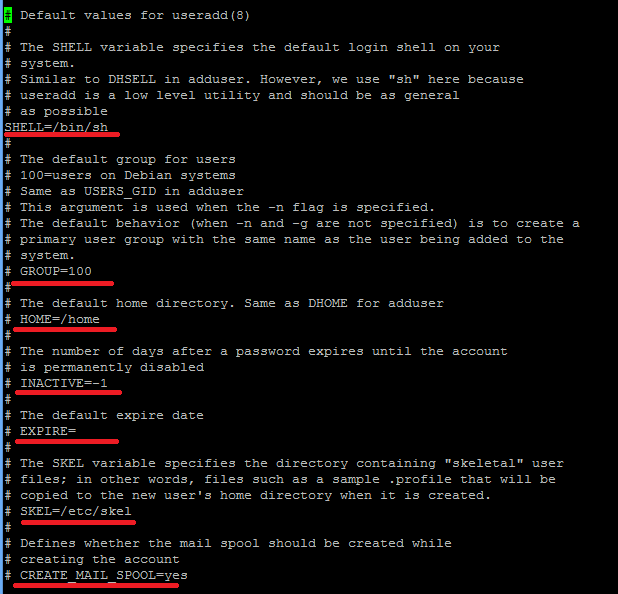 # Default values for useradd(8)
#
# The SHELL variable specifies the default login shell on your
# system.
# Similar to DHSELL in adduser. However, we use "sh" here because
# useradd is a low level utility and should be as general
# as possible
SHELL=/bin/sh
#
# The default group for users
# 100=users on Debian systems
# Same as USERS_GID in adduser
# This argument is used when the -n flag is specified.
# The default behavior (when -n and -g are not specified) is to create a
# primary user group with the same name as the user being added to the
# system.
# GROUP=100
#
# The default home directory. Same as DHOME for adduser
# HOME=/home
#
# The number of days after a password expires until the account
# is permanently disabled
# INACTIVE=-1
#
# The default expire date
# EXPIRE=
#
# The SKEL variable specifies the directory containing "skeletal" user
# files; in other words, files such as a sample .profile that will be
# copied to the new user's home directory when it is created.
# SKEL=/etc/skel
#
# Defines whether the mail spool should be created while
# creating the account
# CREATE_MAIL_SPOOL=yes